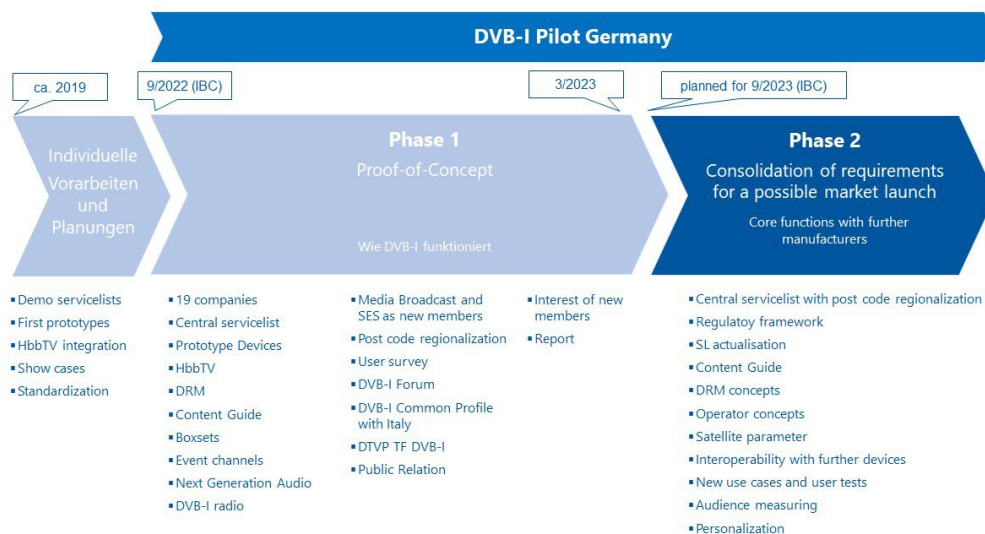 DVB-I Pilot Germany
ca. 2019
9/2022 (IBC)
3/2023
planned for 9/2023 (IBC)
Individuelle
Vorarbeiten
und
Planungen
Phase 1
Proof-of-Concept
Wie DVB-I funktioniert
Phase 2
Consolidation of requirements
for a possible market launch
Core functions with further
manufacturers
▪ Demo servicelists
▪ First prototypes
▪ HbbTV integration
▪ Show cases
▪ Standardization
▪ 19 companies
▪ Central servicelist
▪ Prototype Devices
▪ HbbTV
▪ DRM
▪ Content Guide
▪ Boxsets
▪ Event channels
▪ Next Generation Audio
▪ DVB-I radio
▪ Media Broadcast and
SES as new members
▪ Post code regionalization
▪ User survey
▪ DVB-I Forum
▪ DVB-I Common Profile
with Italy
▪ DTVP TF DVB-I
▪ Public Relation
▪ Interest of new
members
▪ Report
▪ Central servicelist with post code regionalization
▪ Regulatoy framework
▪ SL actualisation
▪ Content Guide
▪ DRM concepts
▪ Operator concepts
▪ Satellite parameter
▪ Interoperability with further devices
▪ New use cases and user tests
▪ Audience measuring
▪ Personalization